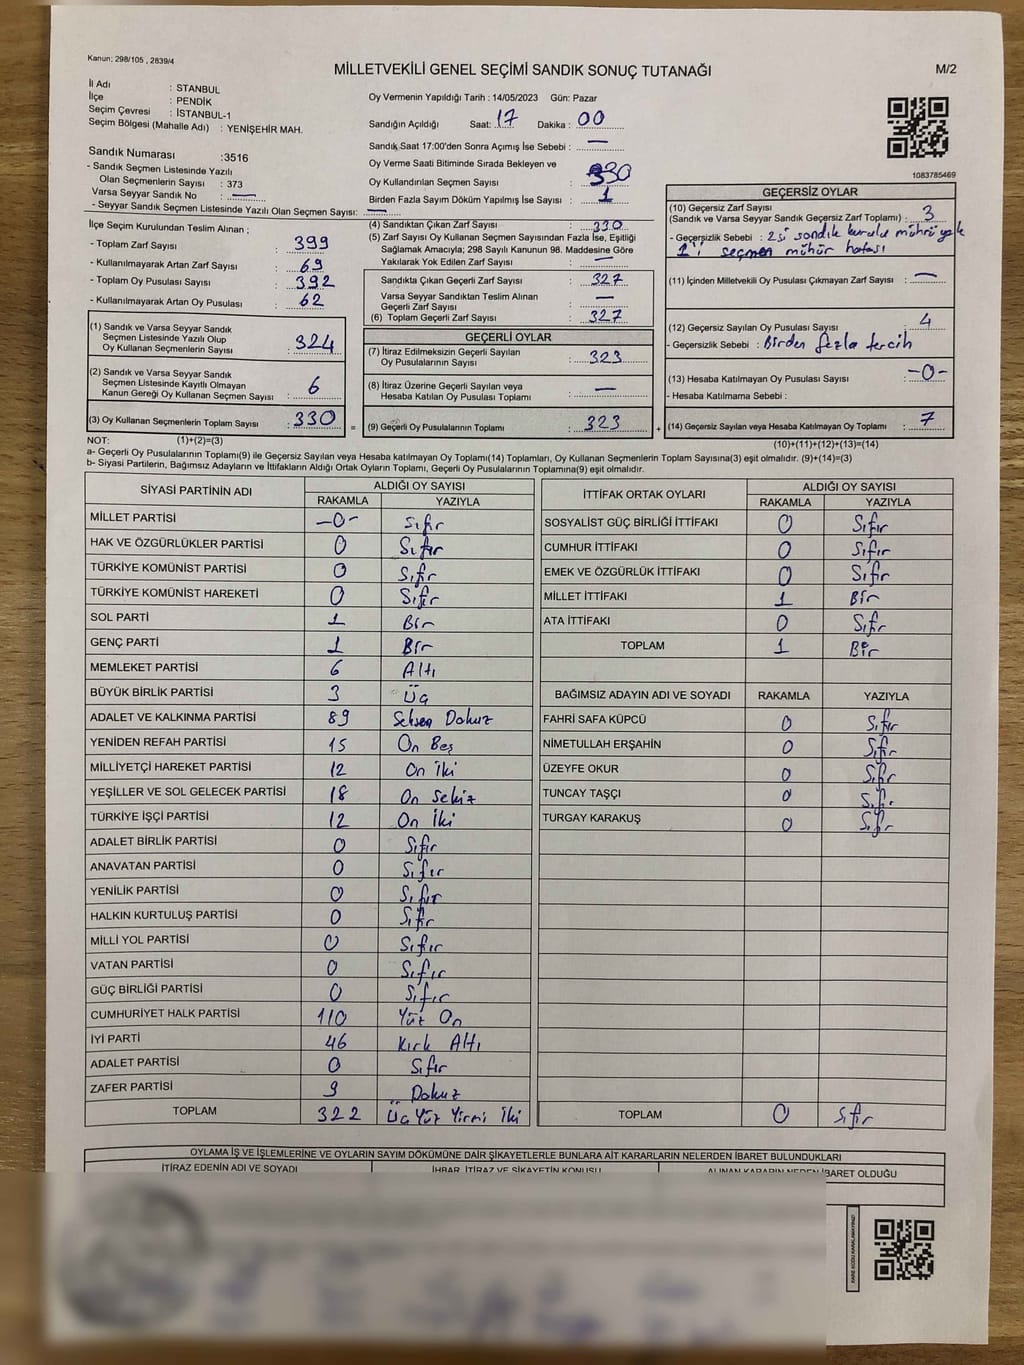 Kanun: 298/105 , 2839/4
MİLLETVEKİLİ GENEL SEÇİMİ SANDIK SONUÇ TUTANAĞI
M/2
İl Adı : STANBUL
İlçe : PENDİK
Seçim Çevresi : İSTANBUL-1
Seçim Bölgesi (Mahalle Adı) : YENİŞEHİR MAH.
Sandık Numarası :3516
- Sandık Seçmen Listesinde Yazılı
Olan Seçmenlerin Sayısı : 373
Varsa Seyyar Sandık No : —
- Seyyar Sandık Seçmen Listesinde Yazılı Olan Seçmen Sayısı: —
Oy Vermenin Yapıldığı Tarih : 14/05/2023 Gün: Pazar
Sandığın Açıldığı Saat: 17 Dakika : 00
Sandık Saat 17:00'den Sonra Açımış İse Sebebi : —
Oy Verme Saati Bitiminde Sırada Bekleyen ve
Oy Kullandırılan Seçmen Sayısı : 330
Birden Fazla Sayım Döküm Yapılmış İse Sayısı : 1
1083785469
İlçe Seçim Kurulundan Teslim Alınan ;
- Toplam Zarf Sayısı : 399
- Kullanılmayarak Artan Zarf Sayısı : 69
- Toplam Oy Pusulası Sayısı : 392
- Kullanılmayarak Artan Oy Pusulası : 62
(1) Sandık ve Varsa Seyyar Sandık
Seçmen Listesinde Yazılı Olup
Oy Kullanan Seçmenlerin Sayısı : 324
(2) Sandık ve Varsa Seyyar Sandık
Seçmen Listesinde Kayıtlı Olmayan
Kanun Gereği Oy Kullanan Seçmen Sayısı : 6
(3) Oy Kullanan Seçmenlerin Toplam Sayısı : 330
(4) Sandıktan Çıkan Zarf Sayısı : 330
(5) Zarf Sayısı Oy Kullanan Seçmen Sayısından Fazla İse, Eşitliği
Sağlamak Amacıyla; 298 Sayılı Kanunun 98. Maddesine Göre
Yakılarak Yok Edilen Zarf Sayısı : —
Sandıkta Çıkan Geçerli Zarf Sayısı : 327
Varsa Seyyar Sandıktan Teslim Alınan
Geçerli Zarf Sayısı : —
(6) Toplam Geçerli Zarf Sayısı : 327
GEÇERLİ OYLAR
(7) İtiraz Edilmeksizin Geçerli Sayılan
Oy Pusulalarının Sayısı : 323
(8) İtiraz Üzerine Geçerli Sayılan veya
Hesaba Katılan Oy Pusulası Toplamı : —
= (9) Geçerli Oy Pusulalarının Toplamı : 323 +
GEÇERSİZ OYLAR
(10) Geçersiz Zarf Sayısı
(Sandık ve Varsa Seyyar Sandık Geçersiz Zarf Toplamı) : 3
- Geçersizlik Sebebi : 2si sandık kurulu mührü yok
1'i seçmen mühür hatası
(11) İçinden Milletvekili Oy Pusulası Çıkmayan Zarf Sayısı : —
(12) Geçersiz Sayılan Oy Pusulası Sayısı : 4
- Geçersizlik Sebebi : Birden fazla tercih
(13) Hesaba Katılmayan Oy Pusulası Sayısı : -0-
- Hesaba Katılmama Sebebi :
(14) Geçersiz Sayılan veya Hesaba Katılmayan Oy Toplamı : 7
NOT: (1)+(2)=(3) (10)+(11)+(12)+(13)=(14)
a- Geçerli Oy Pusulalarının Toplamı(9) ile Geçersiz Sayılan veya Hesaba katılmayan Oy Toplamı(14) Toplamları, Oy Kullanan Seçmenlerin Toplam Sayısına(3) eşit olmalıdır. (9)+(14)=(3)
b- Siyasi Partilerin, Bağımsız Adayların ve İttifakların Aldığı Ortak Oyların Toplamı, Geçerli Oy Pusulalarının Toplamına(9) eşit olmalıdır.
SİYASİ PARTİNİN ADI ALDIĞI OY SAYISI
RAKAMLA YAZIYLA
MİLLET PARTİSİ -0- Sıfır
HAK VE ÖZGÜRLÜKLER PARTİSİ 0 Sıfır
TÜRKİYE KOMÜNİST PARTİSİ 0 Sıfır
TÜRKİYE KOMÜNİST HAREKETİ 0 Sıfır
SOL PARTİ 1 Bir
GENÇ PARTİ 1 Bir
MEMLEKET PARTİSİ 6 Altı
BÜYÜK BİRLİK PARTİSİ 3 Üç
ADALET VE KALKINMA PARTİSİ 89 Seksen Dokuz
YENİDEN REFAH PARTİSİ 15 On Beş
MİLLİYETÇİ HAREKET PARTİSİ 12 On iki
YEŞİLLER VE SOL GELECEK PARTİSİ 18 On Sekiz
TÜRKİYE İŞÇİ PARTİSİ 12 On İki
ADALET BİRLİK PARTİSİ 0 Sıfır
ANAVATAN PARTİSİ 0 Sıfır
YENİLİK PARTİSİ 0 Sıfır
HALKIN KURTULUŞ PARTİSİ 0 Sıfır
MİLLİ YOL PARTİSİ 0 Sıfır
VATAN PARTİSİ 0 Sıfır
GÜÇ BİRLİĞİ PARTİSİ 0 Sıfır
CUMHURİYET HALK PARTİSİ 110 Yüz On
İYİ PARTİ 46 Kırk Altı
ADALET PARTİSİ 0 Sıfır
ZAFER PARTİSİ 9 Dokuz
TOPLAM 322 Üç Yüz Yirmi İki
İTTİFAK ORTAK OYLARI ALDIĞI OY SAYISI
RAKAMLA YAZIYLA
SOSYALİST GÜÇ BİRLİĞİ İTTİFAKI 0 Sıfır
CUMHUR İTTİFAKI 0 Sıfır
EMEK VE ÖZGÜRLÜK İTTİFAKI 0 Sıfır
MİLLET İTTİFAKI 1 Bir
ATA İTTİFAKI 0 Sıfır
TOPLAM 1 Bir
BAĞIMSIZ ADAYIN ADI VE SOYADI RAKAMLA YAZIYLA
FAHRİ SAFA KÜPCÜ 0 Sıfır
NİMETULLAH ERŞAHİN 0 Sıfır
ÜZEYFE OKUR 0 Sıfır
TUNCAY TAŞÇI 0 Sıfır
TURGAY KARAKUŞ 0 Sıfır
TOPLAM 0 Sıfır
OYLAMA İŞ VE İŞLEMLERİNE VE OYLARIN SAYIM DÖKÜMÜNE DAİR ŞİKAYETLERLE BUNLARA AİT KARARLARIN NELERDEN İBARET BULUNDUKLARI
İTİRAZ EDENİN ADI VE SOYADI İHBAR, İTİRAZ VE ŞİKAYETİN KONUSU ALINAN KARARIN NEDEN İBARET OLDUĞU
KARE KODU KARALAMAYINIZ!